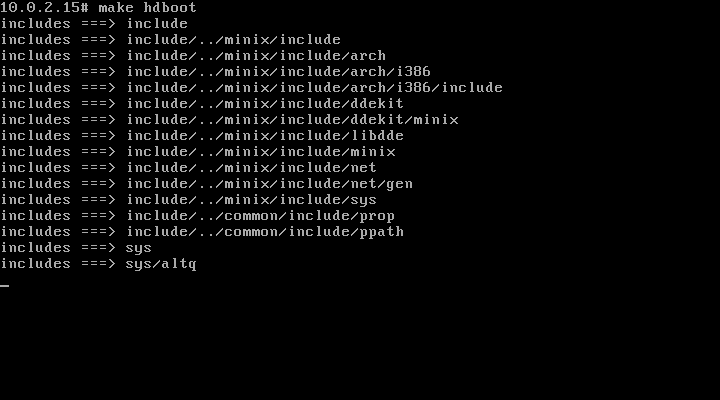 10.0.2.15# make hdboot
includes ===> include
includes ===> include/../minix/include
includes ===> include/../minix/include/arch
includes ===> include/../minix/include/arch/i386
includes ===> include/../minix/include/arch/i386/include
includes ===> include/../minix/include/ddekit
includes ===> include/../minix/include/ddekit/minix
includes ===> include/../minix/include/libdde
includes ===> include/../minix/include/minix
includes ===> include/../minix/include/net
includes ===> include/../minix/include/net/gen
includes ===> include/../minix/include/sys
includes ===> include/../common/include/prop
includes ===> include/../common/include/ppath
includes ===> sys
includes ===> sys/altq